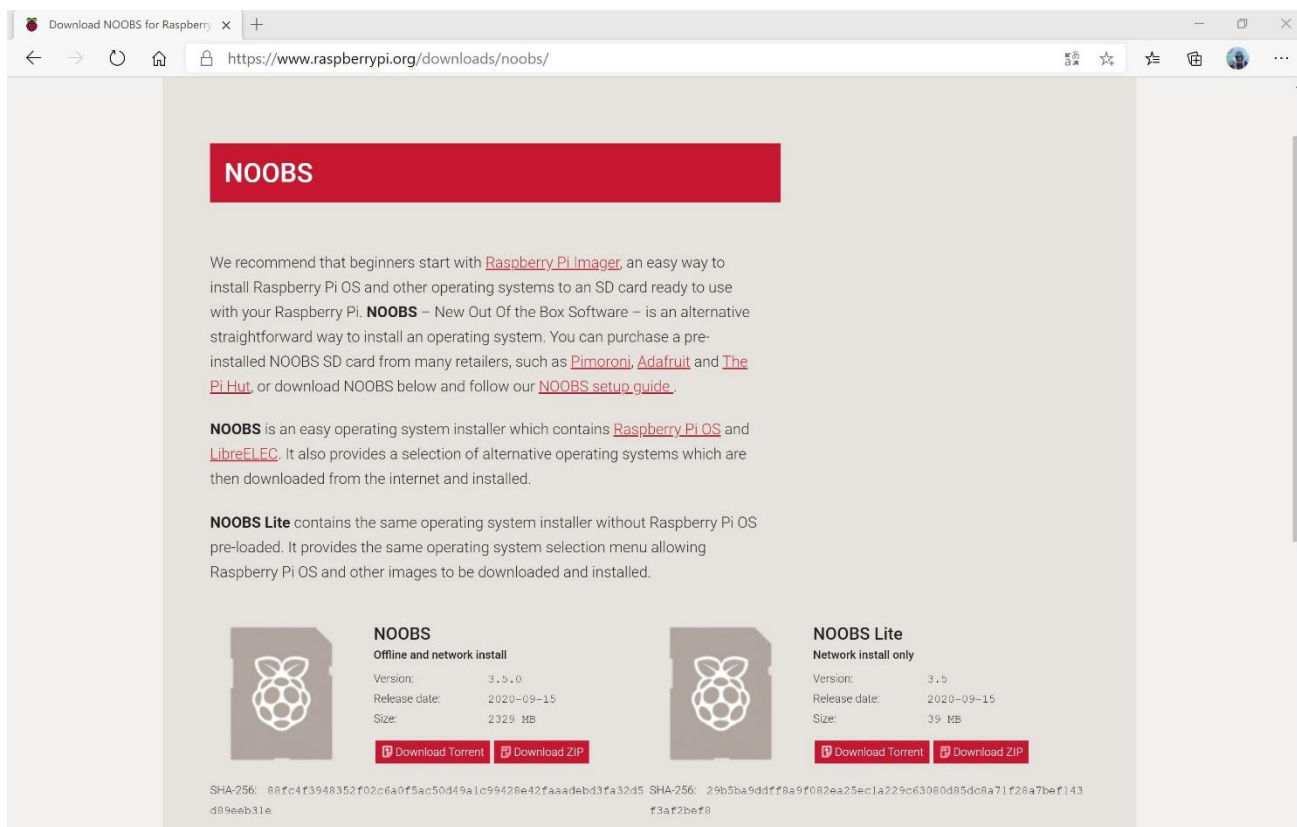 Download NOOBS for Raspberry
https://www.raspberrypi.org/downloads/noobs/
NOOBS
We recommend that beginners start with Raspberry Pi Imager, an easy way to
install Raspberry Pi OS and other operating systems to an SD card ready to use
with your Raspberry Pi. NOOBS – New Out Of the Box Software – is an alternative
straightforward way to install an operating system. You can purchase a pre-
installed NOOBS SD card from many retailers, such as Pimoroni, Adafruit and The
Pi Hut, or download NOOBS below and follow our NOOBS setup guide .
NOOBS is an easy operating system installer which contains Raspberry Pi OS and
LibreELEC. It also provides a selection of alternative operating systems which are
then downloaded from the internet and installed.
NOOBS Lite contains the same operating system installer without Raspberry Pi OS
pre-loaded. It provides the same operating system selection menu allowing
Raspberry Pi OS and other images to be downloaded and installed.
NOOBS
Offline and network install
Version: 3.5.0
Release date: 2020-09-15
Size: 2329 MB
Download Torrent Download ZIP
SHA-256: 88fc4f3948352f02c6a0f5ac50d49a1c99428e42faaadebd3fa32d5
d89eeb31e
NOOBS Lite
Network install only
Version: 3.5
Release date: 2020-09-15
Size: 39 MB
Download Torrent Download ZIP
SHA-256: 29b5ba9ddff8a9f082ea25ec1a229c63080d85dc8a71f28a7bef143
f3af2bef8